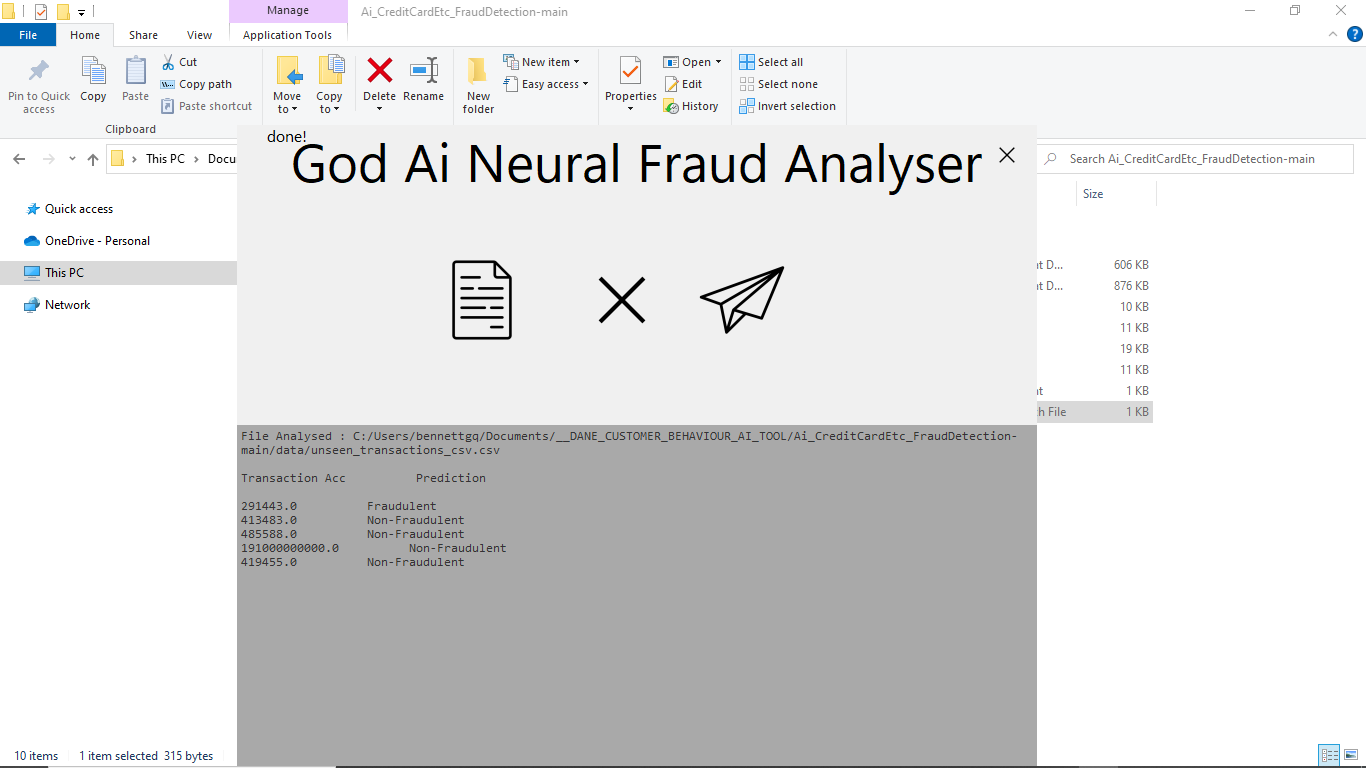 Manage
Ai_CreditCardEtc_FraudDetection-main
File
Home
Share
View
Application Tools
Pin to Quick access
Copy
Paste
Cut
Copy path
Paste shortcut
Clipboard
Move to
Copy to
Delete
Rename
New folder
New item
Easy access
Properties
Open
Edit
History
Select all
Select none
Invert selection
This PC
Docu
Search Ai_CreditCardEtc_FraudDetection-main
Quick access
OneDrive - Personal
This PC
Network
done!
God Ai Neural Fraud Analyser
File Analysed : C:/Users/bennettgq/Documents/__DANE_CUSTOMER_BEHAVIOUR_AI_TOOL/Ai_CreditCardEtc_FraudDetection-
main/data/unseen_transactions_csv.csv
Transaction Acc Prediction
291443.0 Fraudulent
413483.0 Non-Fraudulent
485588.0 Non-Fraudulent
191000000000.0 Non-Fraudulent
419455.0 Non-Fraudulent
Size
nt D... 606 KB
nt D... 876 KB
10 KB
11 KB
19 KB
11 KB
nt 1 KB
h File 1 KB
10 items
1 item selected 315 bytes